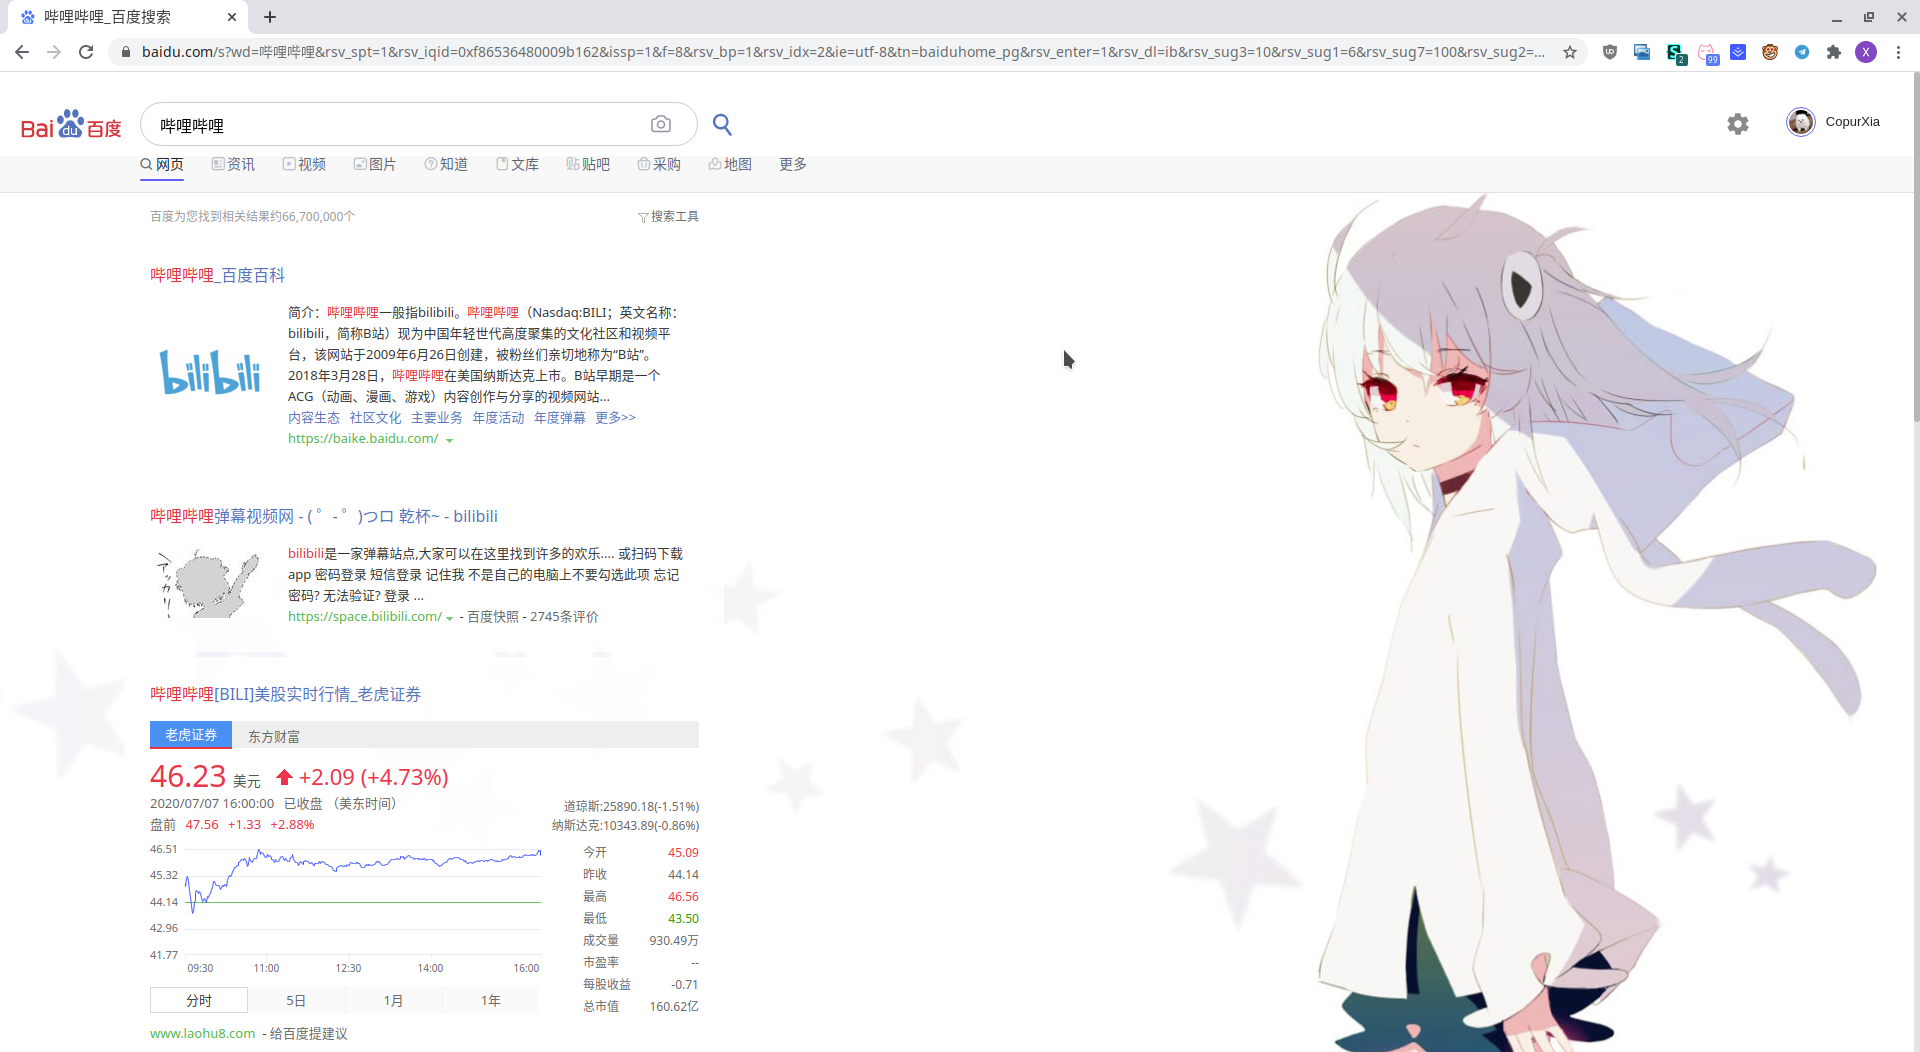 哔哩哔哩_百度搜索
baidu.com/s?wd=哔哩哔哩&rsv_spt=1&rsv_iqid=0xf86536480009b162&issp=1&f=8&rsv_bp=1&rsv_idx=2&ie=utf-8&tn=baiduhome_pg&rsv_enter=1&rsv_dl=ib&rsv_sug3=10&rsv_sug1=6&rsv_sug7=100&rsv_sug2=...
2
99
X
Bai du 百度
哔哩哔哩
CopurXia
网页 资讯 视频 图片 知道 文库 贴吧 采购 地图 更多
百度为您找到相关结果约66,700,000个
搜索工具
哔哩哔哩_百度百科
bilibili
简介：哔哩哔哩一般指bilibili。哔哩哔哩（Nasdaq:BILI；英文名称：
bilibili，简称B站）现为中国年轻世代高度聚集的文化社区和视频平
台，该网站于2009年6月26日创建，被粉丝们亲切地称为“B站”。
2018年3月28日，哔哩哔哩在美国纳斯达克上市。B站早期是一个
ACG（动画、漫画、游戏）内容创作与分享的视频网站...
内容生态 社区文化 主要业务 年度活动 年度弹幕 更多>>
https://baike.baidu.com/
哔哩哔哩弹幕视频网 - ( ゜- ゜)つロ 乾杯~ - bilibili
アッカリーン
bilibili是一家弹幕站点,大家可以在这里找到许多的欢乐.... 或扫码下载
app 密码登录 短信登录 记住我 不是自己的电脑上不要勾选此项 忘记
密码? 无法验证? 登录 ...
https://space.bilibili.com/ - 百度快照 - 2745条评价
哔哩哔哩[BILI]美股实时行情_老虎证券
老虎证券 东方财富
46.23 美元 +2.09 (+4.73%)
2020/07/07 16:00:00 已收盘 （美东时间）
盘前 47.56 +1.33 +2.88%
道琼斯:25890.18(-1.51%)
纳斯达克:10343.89(-0.86%)
46.51
45.32
44.14
42.96
41.77
09:30 11:00 12:30 14:00 16:00
今开 45.09
昨收 44.14
最高 46.56
最低 43.50
成交量 930.49万
市盈率 --
每股收益 -0.71
总市值 160.62亿
分时 5日 1月 1年
www.laohu8.com - 给百度提建议